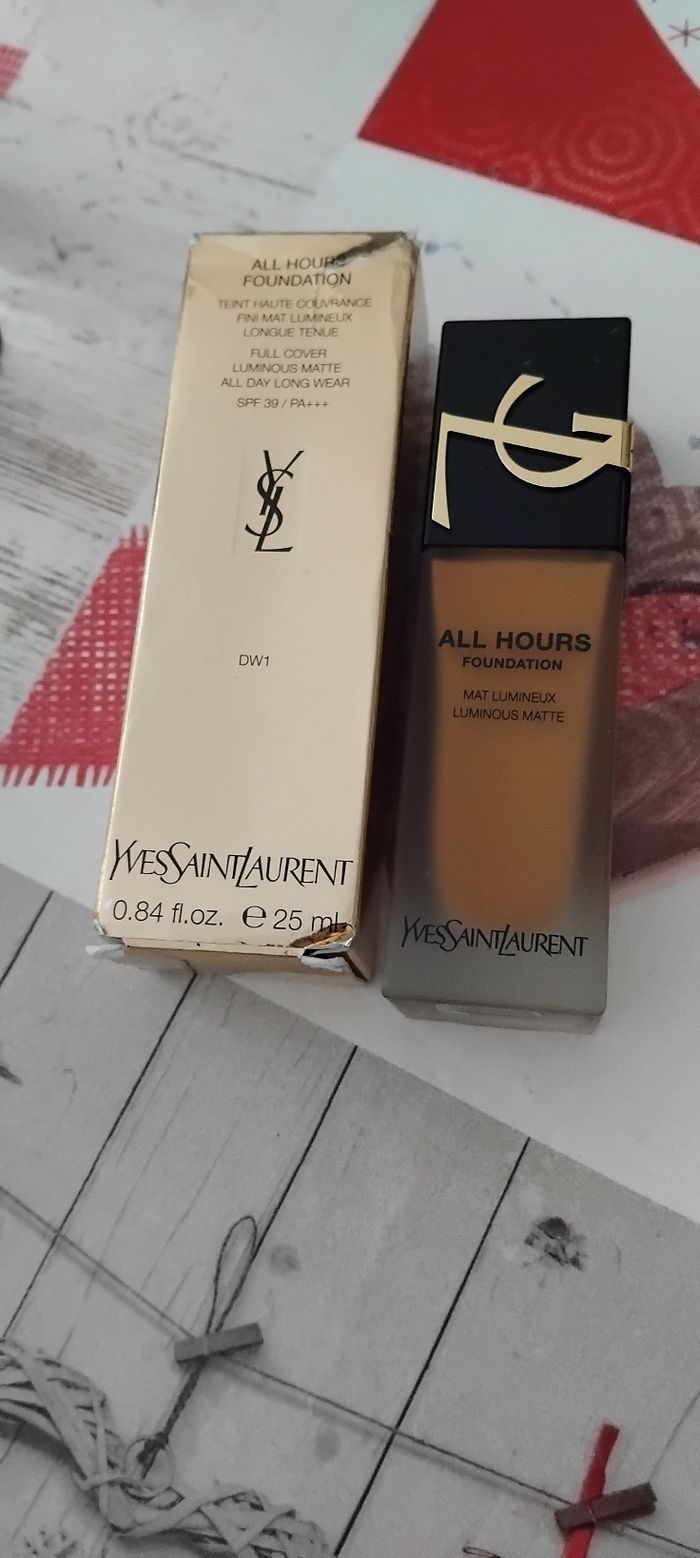 ALL HOURS
FOUNDATION
TEINT HAUTE COUVRANCE
FINI MAT LUMINEUX
LONGUE TENUE
FULL COVER
LUMINOUS MATTE
ALL DAY LONG WEAR
SPF 39 / PA+++
YSL
DW1
YVESSAINTLAURENT
0.84 fl.oz. e 25 mL
ALL HOURS
FOUNDATION
MAT LUMINEUX
LUMINOUS MATTE
YVESSAINTLAURENT